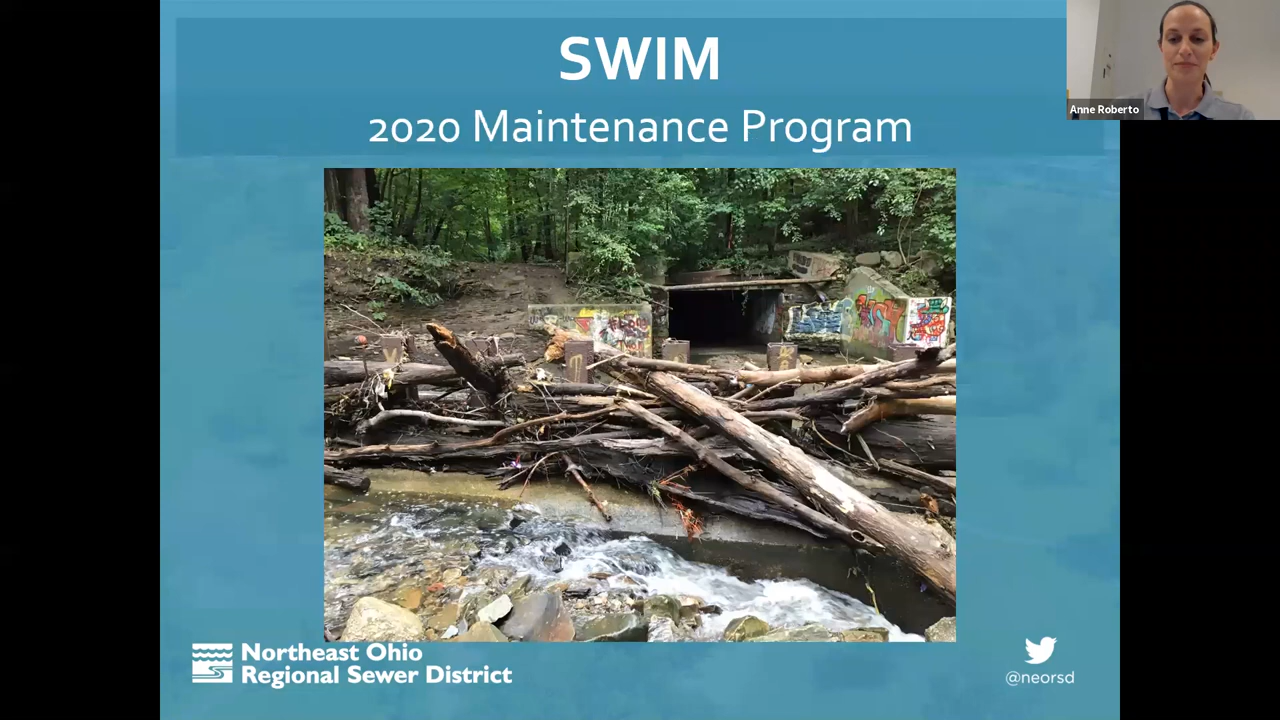 SWIM
2020 Maintenance Program
Anne Roberto
Northeast Ohio
Regional Sewer District
@neorsd